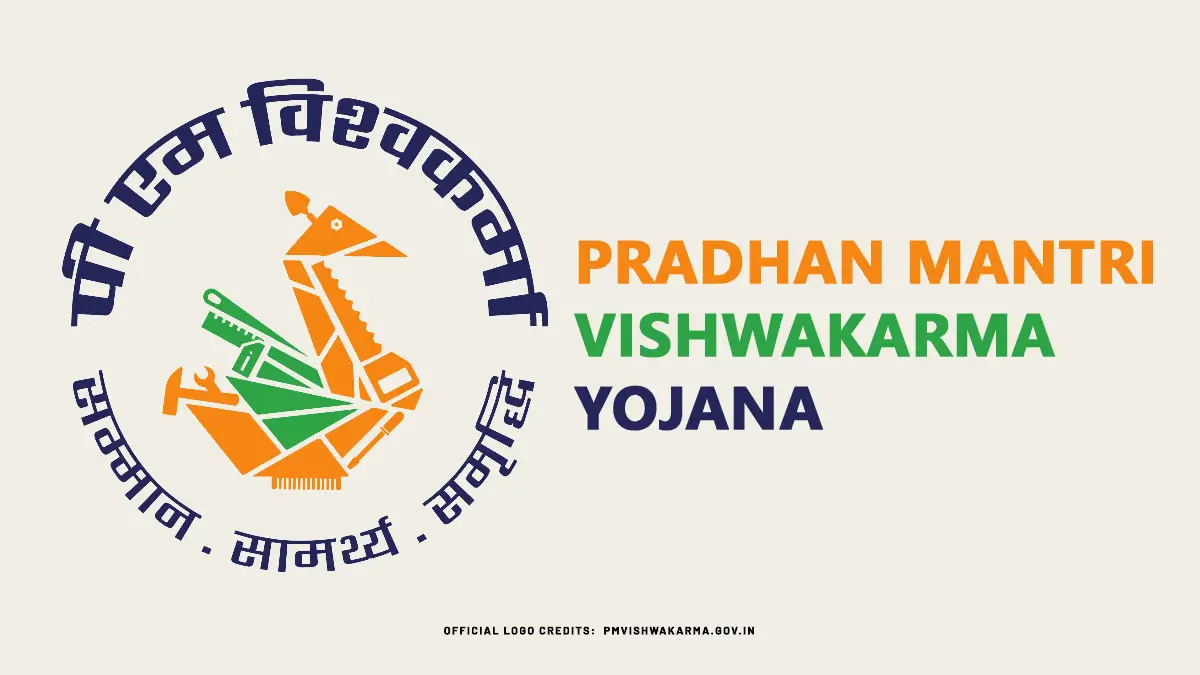 पी एम विश्वकर्मा
सम्मान . सामर्थ्य . समृद्धि
PRADHAN MANTRI
VISHWAKARMA
YOJANA
OFFICIAL LOGO CREDITS: PMVISHWAKARMA.GOV.IN